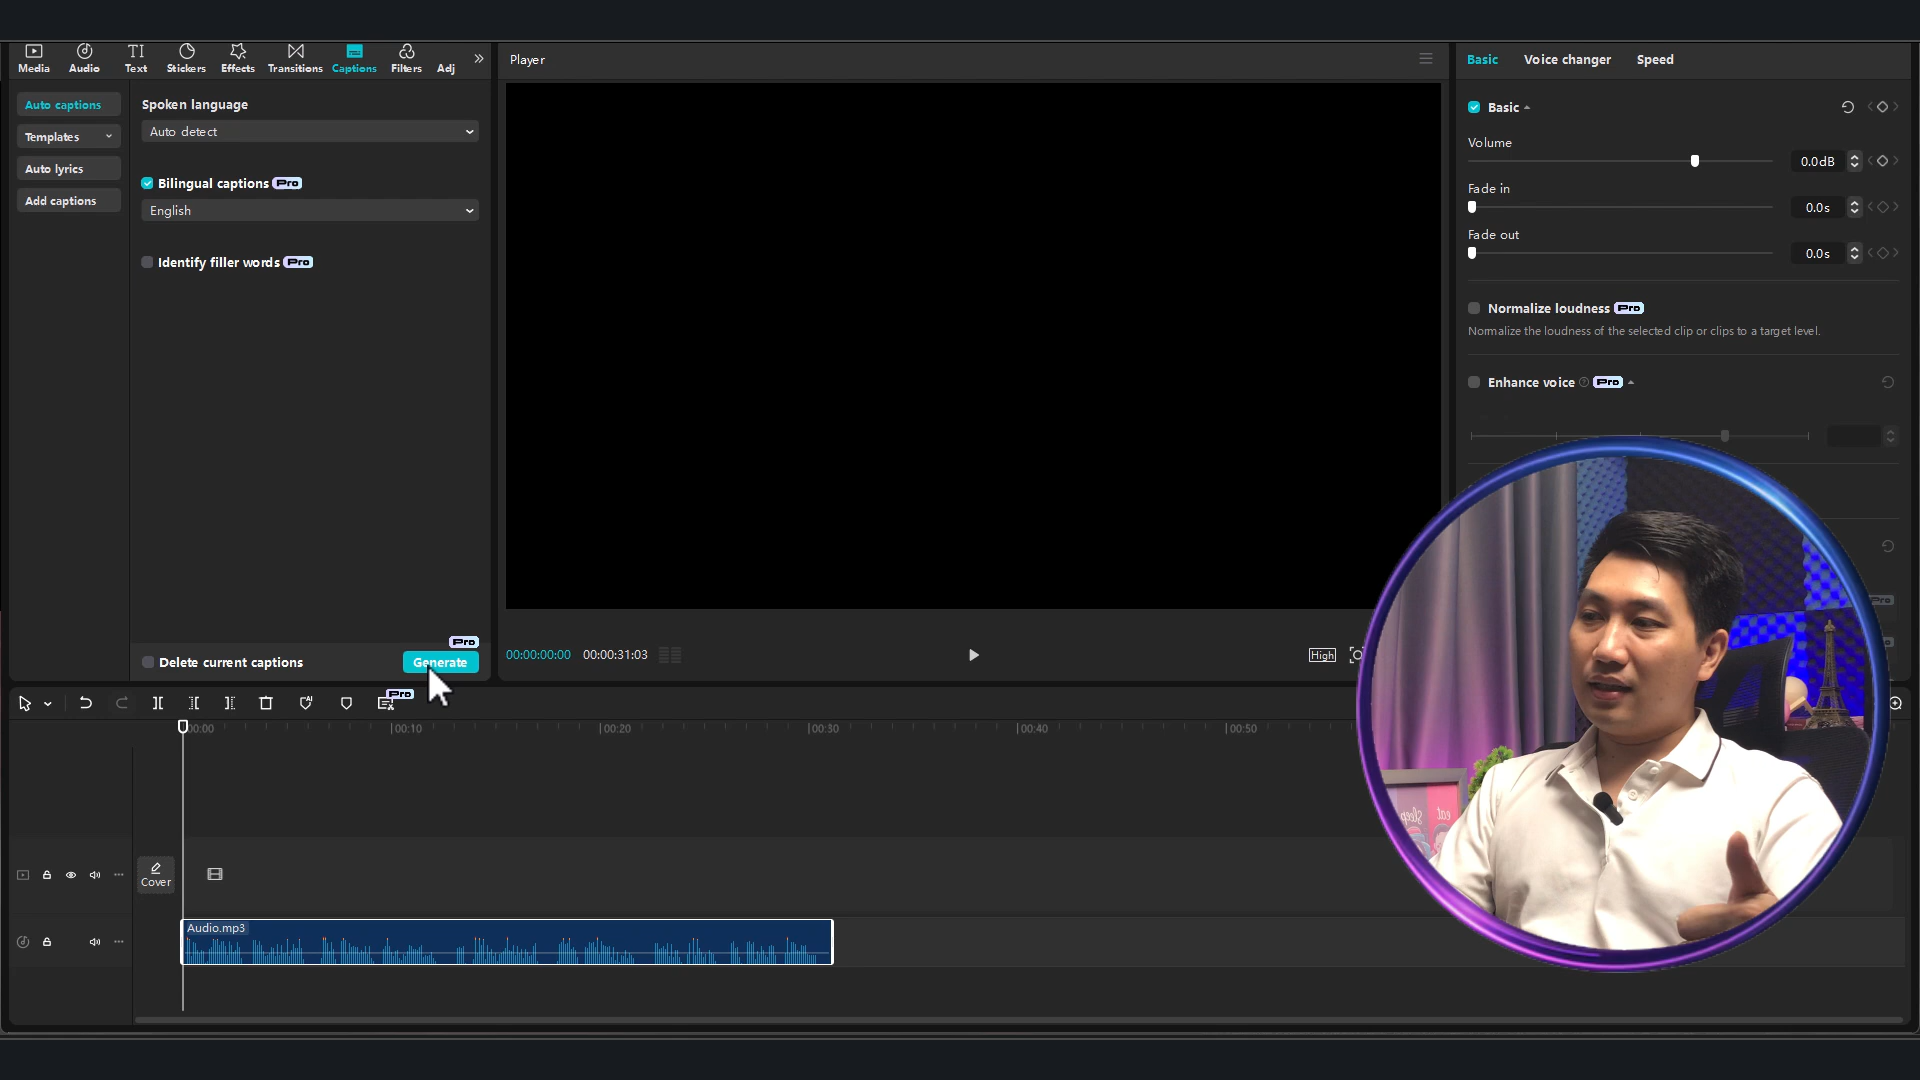 Media
Audio
TI
Text
Stickers
Effects
Transitions
Captions
Filters
Adj
Auto captions
Templates
Auto lyrics
Add captions
Spoken language
Auto detect
Bilingual captions Pro
English
Identify filler words Pro
Delete current captions
Pro
Generate
Player
00:00:00:00 00:00:31:03
High
Basic Voice changer Speed
Basic
Volume
0.0dB
Fade in
0.0s
Fade out
0.0s
Normalize loudness Pro
Normalize the loudness of the selected clip or clips to a target level.
Enhance voice Pro
Pro
Pro
00:00 00:10 00:20 00:30 00:40 00:50
Cover
Audio.mp3
eat
sleep